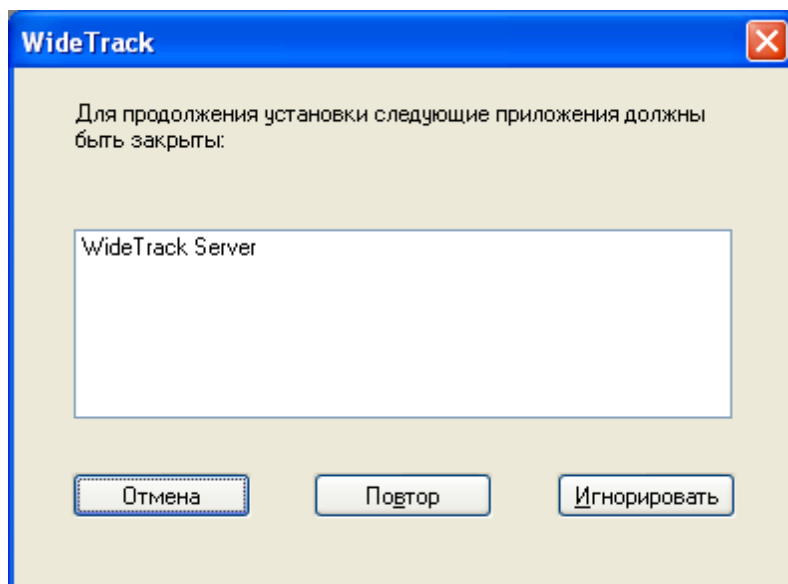 WideTrack
Для продолжения установки следующие приложения должны
быть закрыты:
WideTrack Server
Отмена
Повтор
Игнорировать